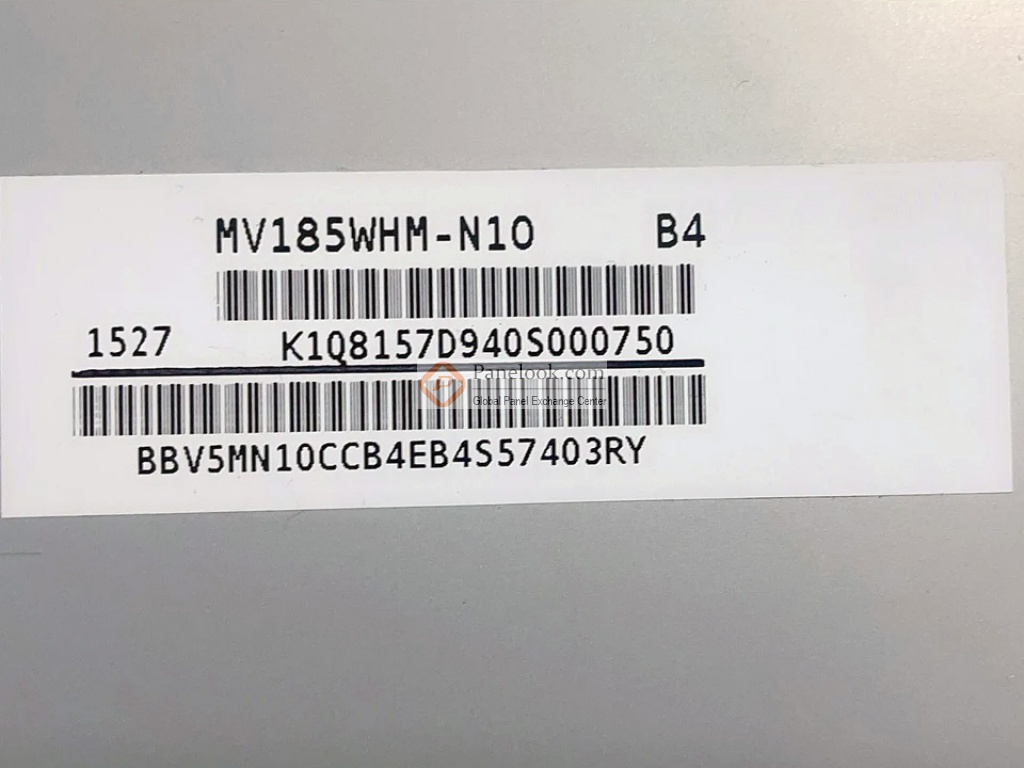 MV185WHM-N10 B4
1527 K1Q8157D940S000750
Panelook.com
Global Panel Exchange Center
BBV5MN10CCB4EB4S57403RY